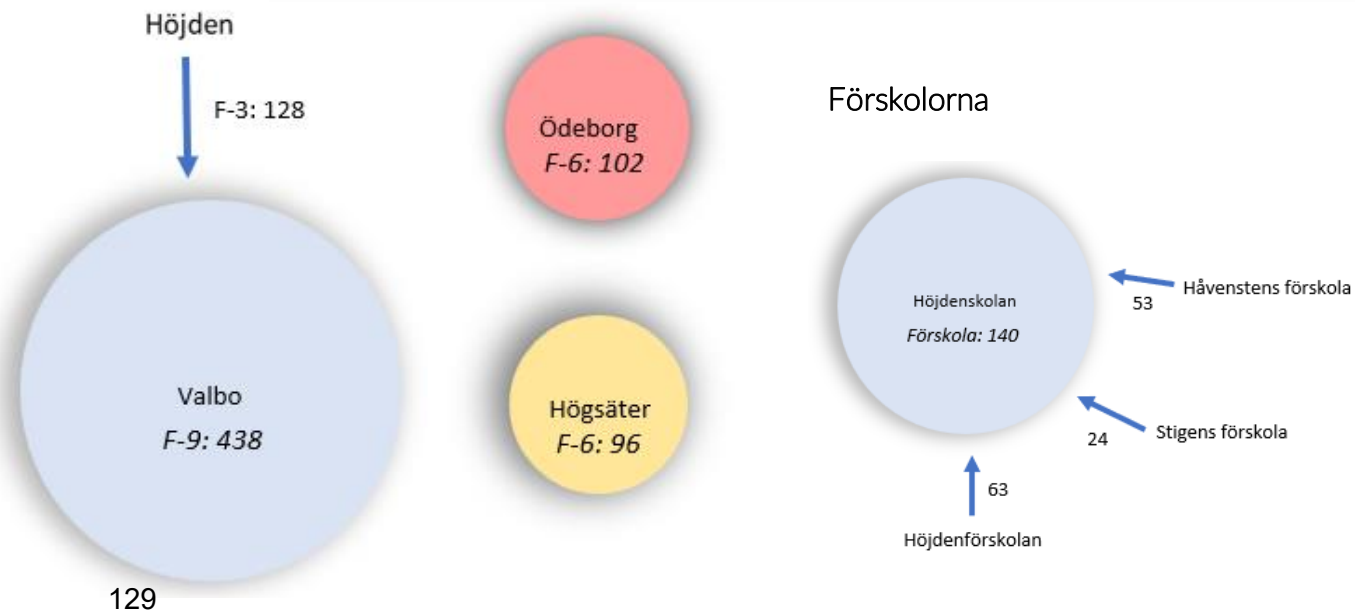 Höjden
F-3: 128
Valbo
F-9: 438
129
Ödeborg
F-6: 102
Högsäter
F-6: 96
Förskolorna
Höjdenskolan
Förskola: 140
Håvenstens förskola
53
Stigens förskola
24
63
Höjdenförskolan